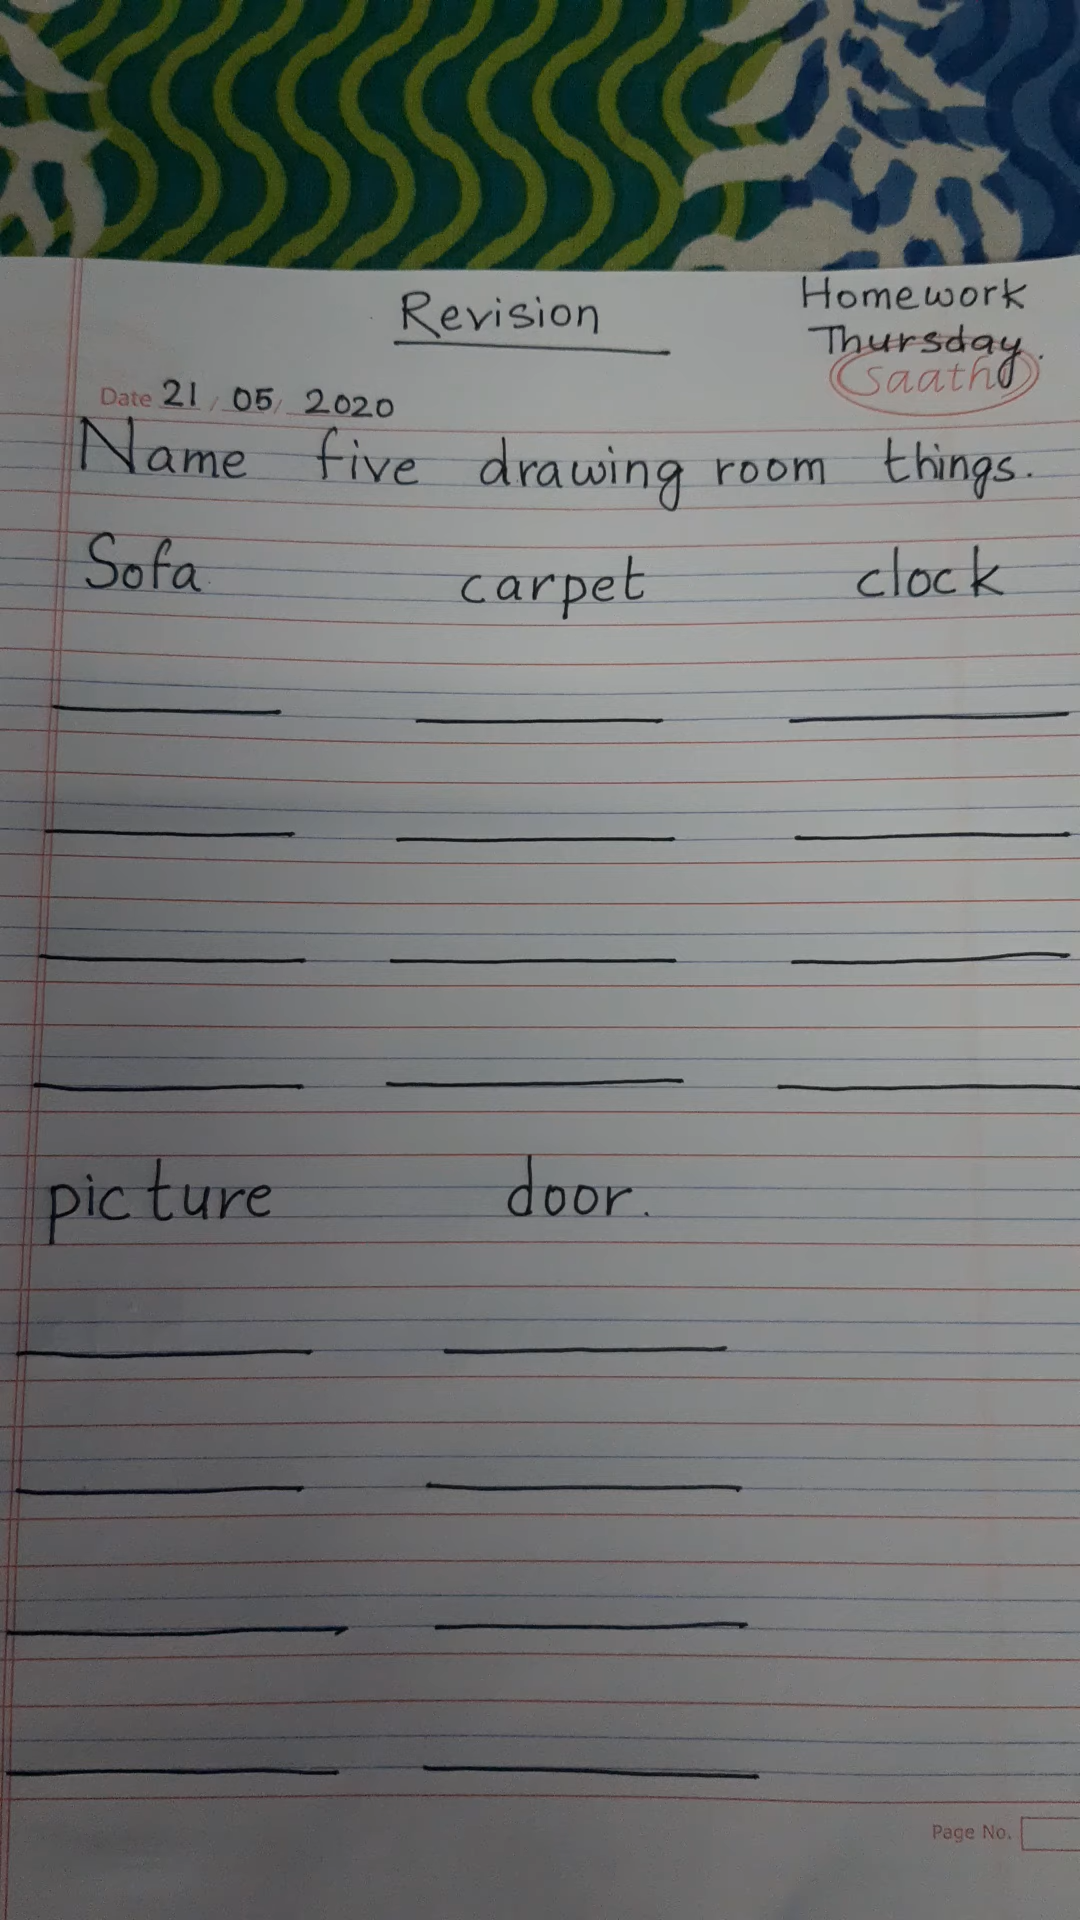 Revision
Homework
Thursday.
saathi
Date 21/05/2020
Name five drawing room things.
Sofa carpet clock
picture door.
Page No.